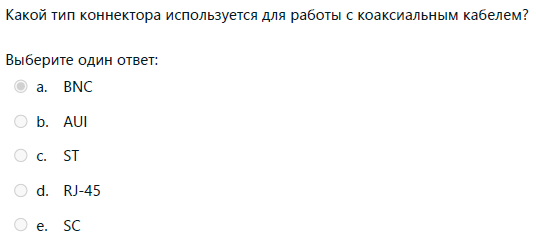 Какой тип коннектора используется для работы с коаксиальным кабелем?
Выберите один ответ:
a. BNC
b. AUI
c. ST
d. RJ-45
e. SC